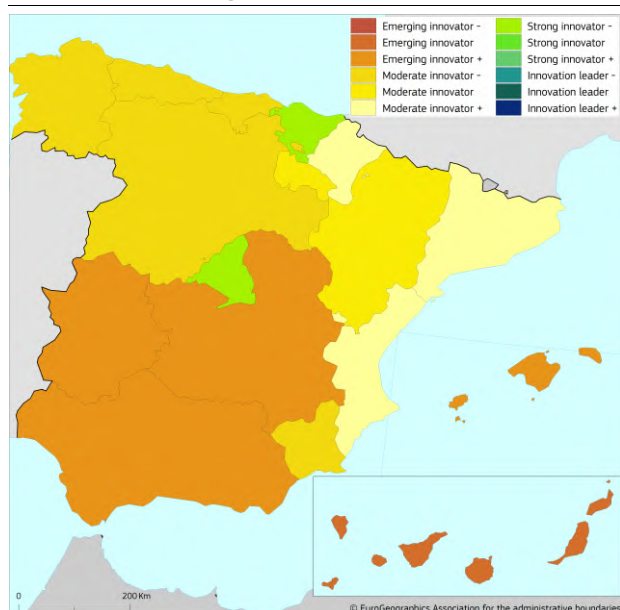 Emerging innovator -
Emerging innovator
Emerging innovator +
Moderate innovator -
Moderate innovator
Moderate innovator +
Strong innovator -
Strong innovator
Strong innovator +
Innovation leader -
Innovation leader
Innovation leader +
0 200 Km
© EuroGeographics Association for the administrative boundaries